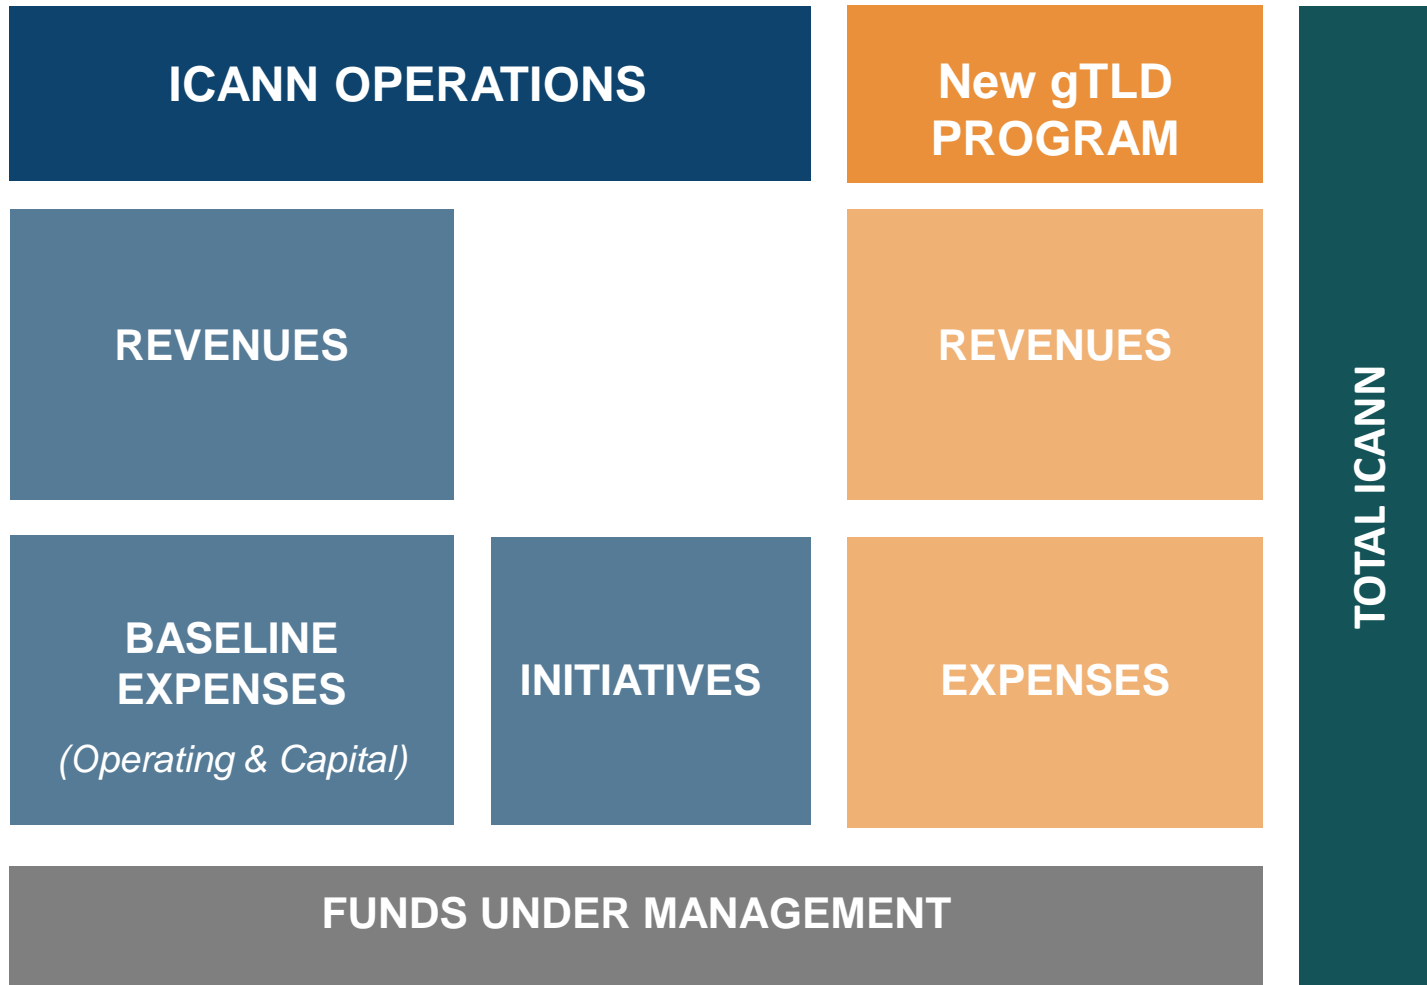 ICANN OPERATIONS
New gTLD
PROGRAM
REVENUES
REVENUES
BASELINE
EXPENSES
(Operating & Capital)
INITIATIVES
EXPENSES
FUNDS UNDER MANAGEMENT
TOTAL ICANN